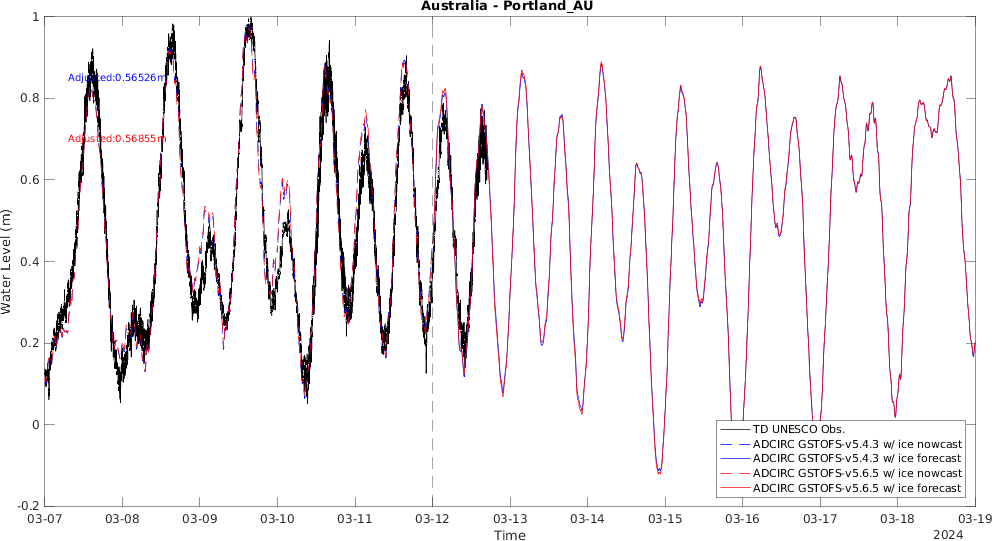 Australia - Portland_AU
1
0.8
0.6
0.4
0.2
0
-0.2
Water Level (m)
Adjusted:0.56526m
Adjusted:0.56855m
TD UNESCO Obs.
ADCIRC GSTOFS-v5.4.3 w/ ice nowcast
ADCIRC GSTOFS-v5.4.3 w/ ice forecast
ADCIRC GSTOFS-v5.6.5 w/ ice nowcast
ADCIRC GSTOFS-v5.6.5 w/ ice forecast
03-07 03-08 03-09 03-10 03-11 03-12 03-13 03-14 03-15 03-16 03-17 03-18 03-19
Time
2024